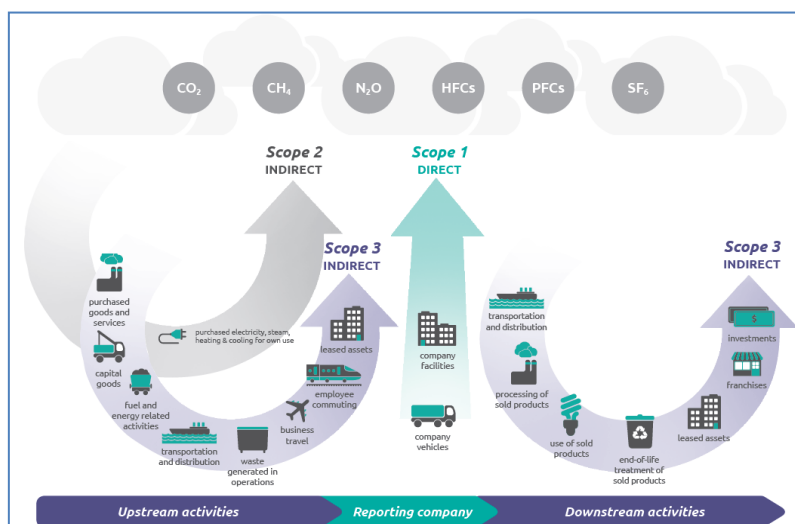 CO₂
CH₄
N₂O
HFCs
PFCs
SF₆
Scope 2
INDIRECT
Scope 1
DIRECT
Scope 3
INDIRECT
Scope 3
INDIRECT
purchased
goods and
services
capital
goods
fuel and
energy related
activities
transportation
and distribution
waste
generated in
operations
business
travel
employee
commuting
leased assets
purchased electricity, steam,
heating & cooling for own use
company
facilities
company
vehicles
transportation
and distribution
processing of
sold products
use of sold
products
end-of-life
treatment of
sold products
leased assets
franchises
investments
$
Upstream activities
Reporting company
Downstream activities